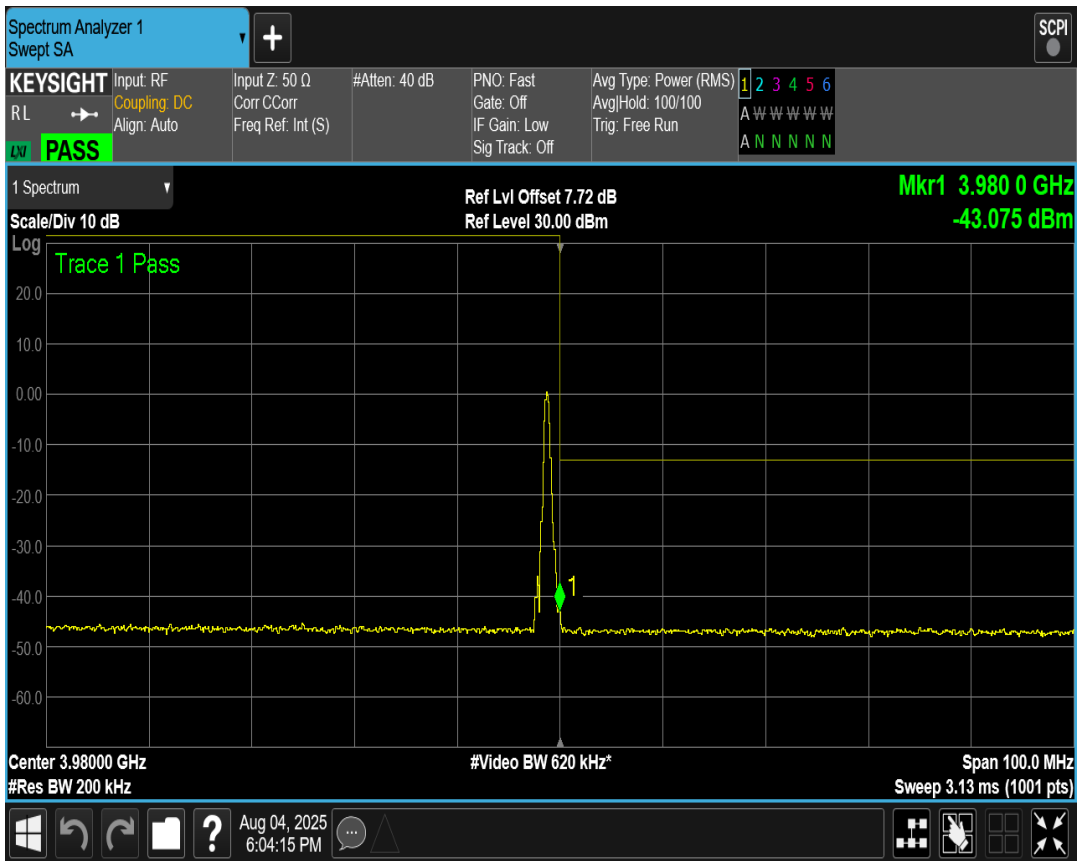 Spectrum Analyzer 1
Swept SA
+
SCPI
KEYSIGHT
RL
LXI PASS
Input: RF
Coupling: DC
Align: Auto
Input Z: 50 Ω
Corr CCorr
Freq Ref: Int (S)
#Atten: 40 dB
PNO: Fast
Gate: Off
IF Gain: Low
Sig Track: Off
Avg Type: Power (RMS)
Avg|Hold: 100/100
Trig: Free Run
1 2 3 4 5 6
A W W W W W
A N N N N N
1 Spectrum
Scale/Div 10 dB
Log
Ref Lvl Offset 7.72 dB
Ref Level 30.00 dBm
Mkr1 3.980 0 GHz
-43.075 dBm
Trace 1 Pass
20.0
10.0
0.00
-10.0
-20.0
-30.0
1
-40.0
-50.0
-60.0
Center 3.98000 GHz
#Res BW 200 kHz
#Video BW 620 kHz*
Span 100.0 MHz
Sweep 3.13 ms (1001 pts)
?
Aug 04, 2025
6:04:15 PM